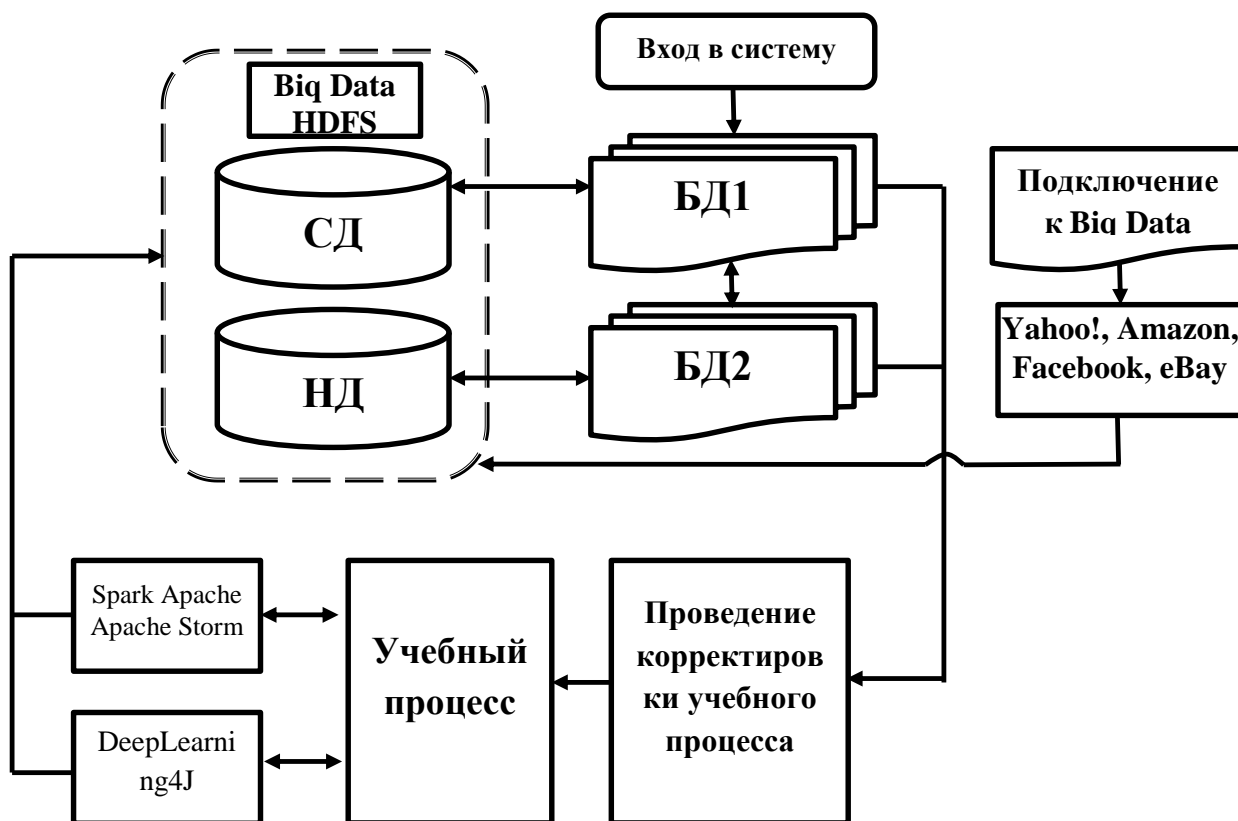 Вход в систему
Biq Data
HDFS
СД
НД
БД1
БД2
Подключение
к Biq Data
Yahoo!, Amazon,
Facebook, eBay
Spark Apache
Apache Storm
DeepLearni
ng4J
Учебный
процесс
Проведение
корректиров
ки учебного
процесса